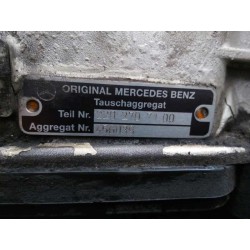 ORIGINAL MERCEDES BENZ
Tauschaggregat
Teil Nr.
Aggregat Nr.